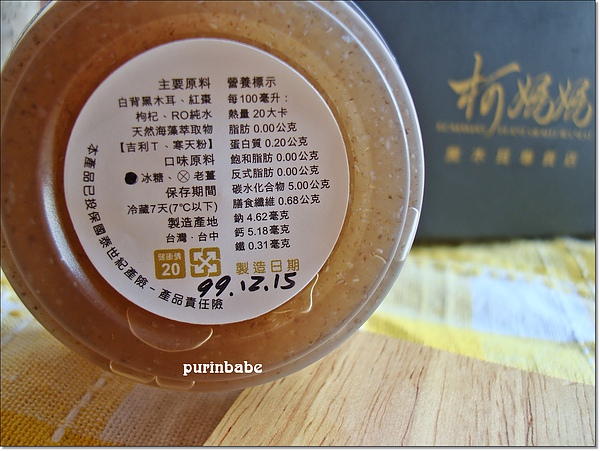 主要原料
白背黑木耳、紅棗
枸杞、RO純水
天然海藻萃取物
【吉利T、寒天粉】
口味原料
●冰糖、⊗老薑
保存期間
冷藏7天(7℃以下)
製造產地
台灣·台中
營養標示
每100毫升:
熱量 20大卡
脂肪 0.00公克
蛋白質 0.20公克
飽和脂肪 0.00公克
反式脂肪 0.00公克
碳水化合物 5.00公克
膳食纖維 0.68公克
鈉 4.62毫克
鈣 5.18毫克
鐵 0.31毫克
20
製造日期
99.12.15
本產品已投保國泰世紀產險-產品責任險
柯媽媽
purinbabe